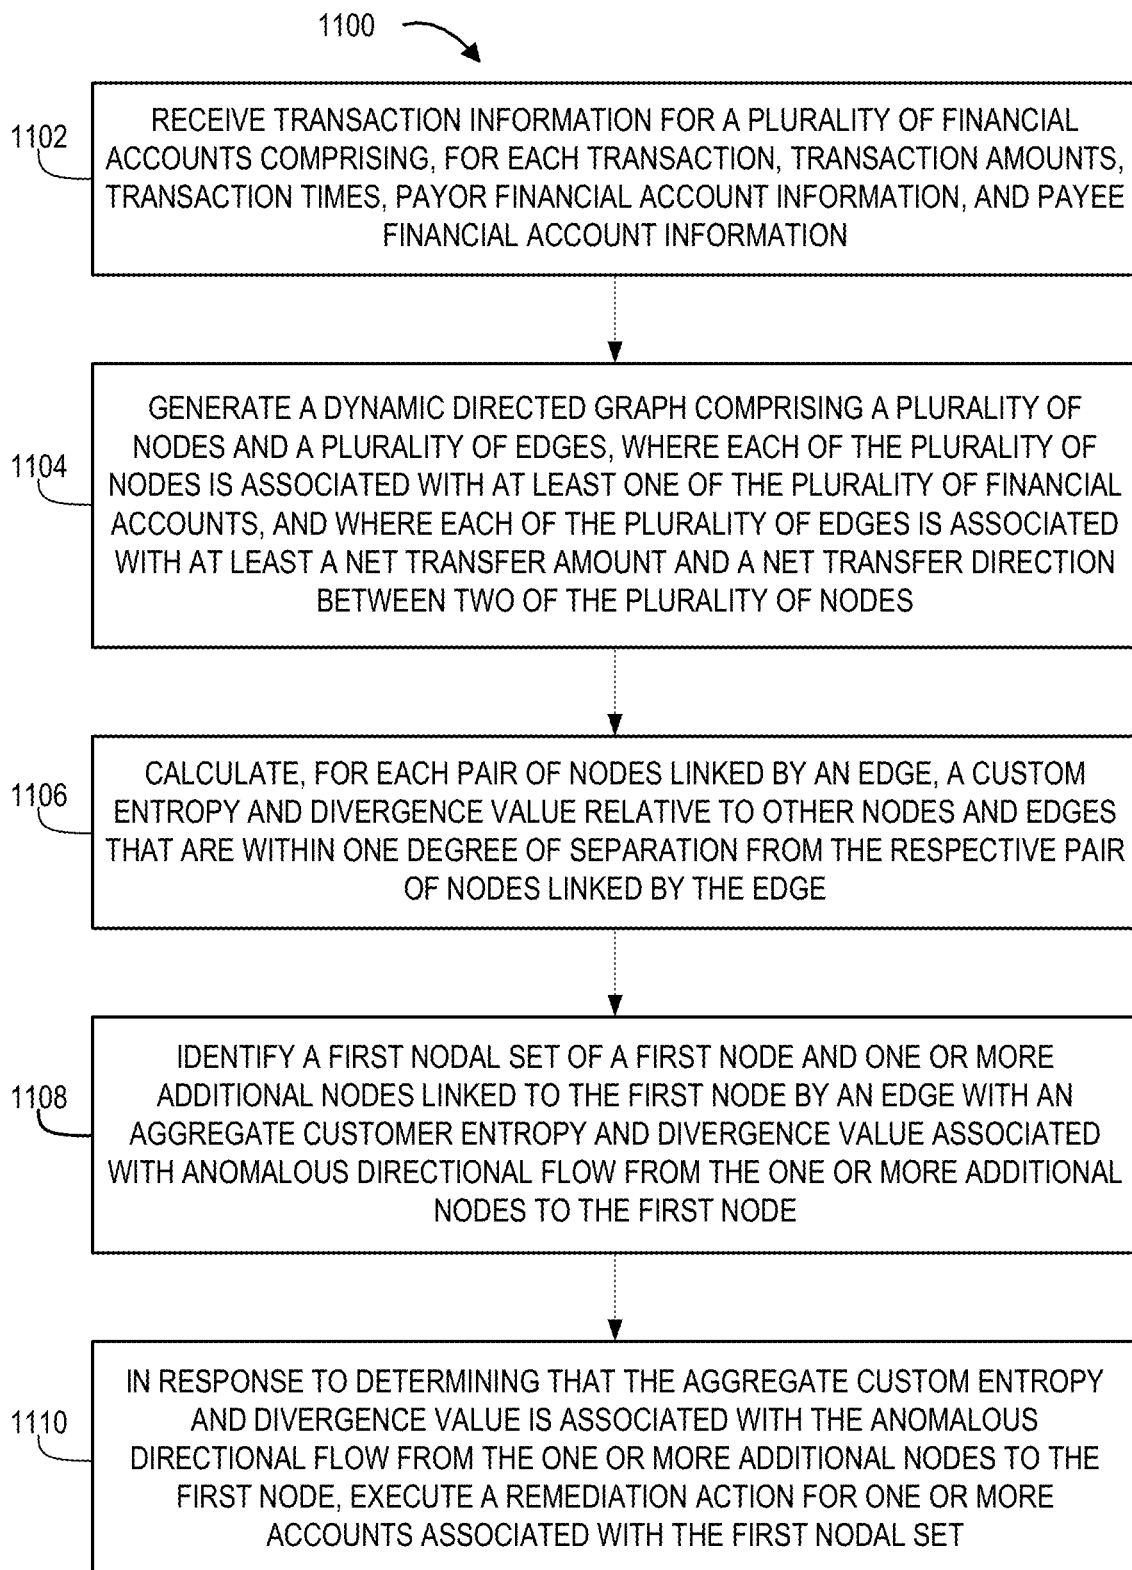 1100
1102
RECEIVE TRANSACTION INFORMATION FOR A PLURALITY OF FINANCIAL
ACCOUNTS COMPRISING, FOR EACH TRANSACTION, TRANSACTION AMOUNTS,
TRANSACTION TIMES, PAYOR FINANCIAL ACCOUNT INFORMATION, AND PAYEE
FINANCIAL ACCOUNT INFORMATION
1104
GENERATE A DYNAMIC DIRECTED GRAPH COMPRISING A PLURALITY OF
NODES AND A PLURALITY OF EDGES, WHERE EACH OF THE PLURALITY OF
NODES IS ASSOCIATED WITH AT LEAST ONE OF THE PLURALITY OF FINANCIAL
ACCOUNTS, AND WHERE EACH OF THE PLURALITY OF EDGES IS ASSOCIATED
WITH AT LEAST A NET TRANSFER AMOUNT AND A NET TRANSFER DIRECTION
BETWEEN TWO OF THE PLURALITY OF NODES
1106
CALCULATE, FOR EACH PAIR OF NODES LINKED BY AN EDGE, A CUSTOM
ENTROPY AND DIVERGENCE VALUE RELATIVE TO OTHER NODES AND EDGES
THAT ARE WITHIN ONE DEGREE OF SEPARATION FROM THE RESPECTIVE PAIR
OF NODES LINKED BY THE EDGE
1108
IDENTIFY A FIRST NODAL SET OF A FIRST NODE AND ONE OR MORE
ADDITIONAL NODES LINKED TO THE FIRST NODE BY AN EDGE WITH AN
AGGREGATE CUSTOMER ENTROPY AND DIVERGENCE VALUE ASSOCIATED
WITH ANOMALOUS DIRECTIONAL FLOW FROM THE ONE OR MORE ADDITIONAL
NODES TO THE FIRST NODE
1110
IN RESPONSE TO DETERMINING THAT THE AGGREGATE CUSTOM ENTROPY
AND DIVERGENCE VALUE IS ASSOCIATED WITH THE ANOMALOUS
DIRECTIONAL FLOW FROM THE ONE OR MORE ADDITIONAL NODES TO THE
FIRST NODE, EXECUTE A REMEDIATION ACTION FOR ONE OR MORE
ACCOUNTS ASSOCIATED WITH THE FIRST NODAL SET